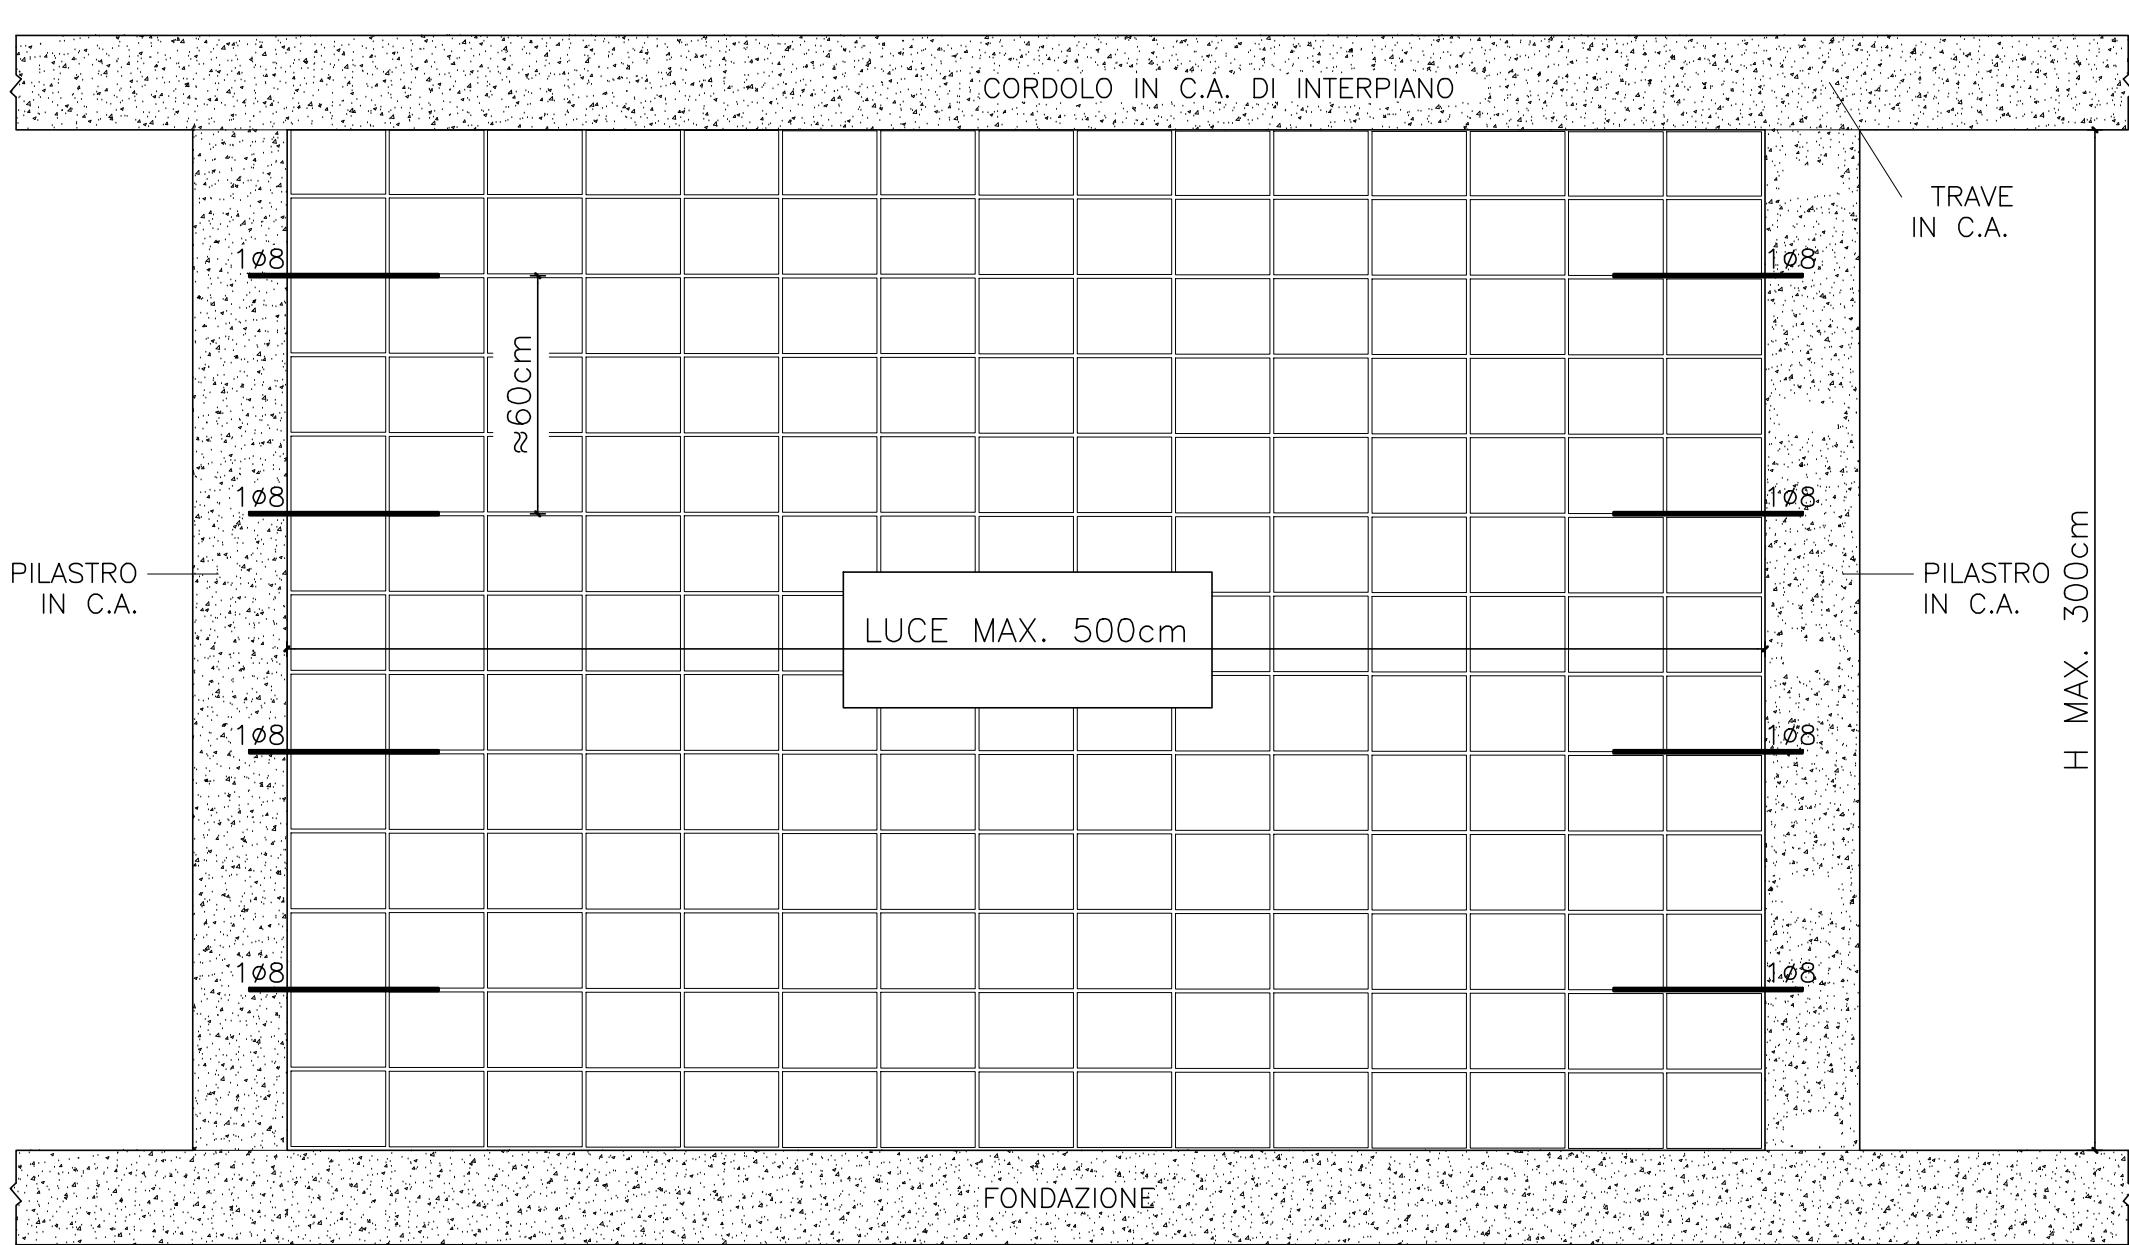 CORDOLO IN C.A. DI INTERPIANO
TRAVE
IN C.A.
1ø8
1ø8
≈60cm
1ø8
1ø8
PILASTRO
IN C.A.
LUCE MAX. 500cm
PILASTRO
IN C.A.
H MAX. 300cm
1ø8
1ø8
1ø8
1ø8
FONDAZIONE